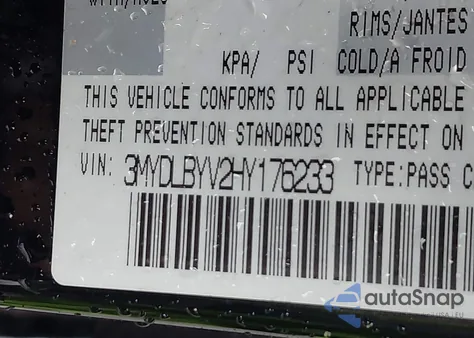 RIMS/JANTES
KPA/ PSI COLD/A FROID
THIS VEHICLE CONFORMS TO ALL APPLICABLE
THEFT PREVENTION STANDARDS IN EFFECT ON
VIN: 3MYDLBYV2HY176233 TYPE:PASS C
autoSnap